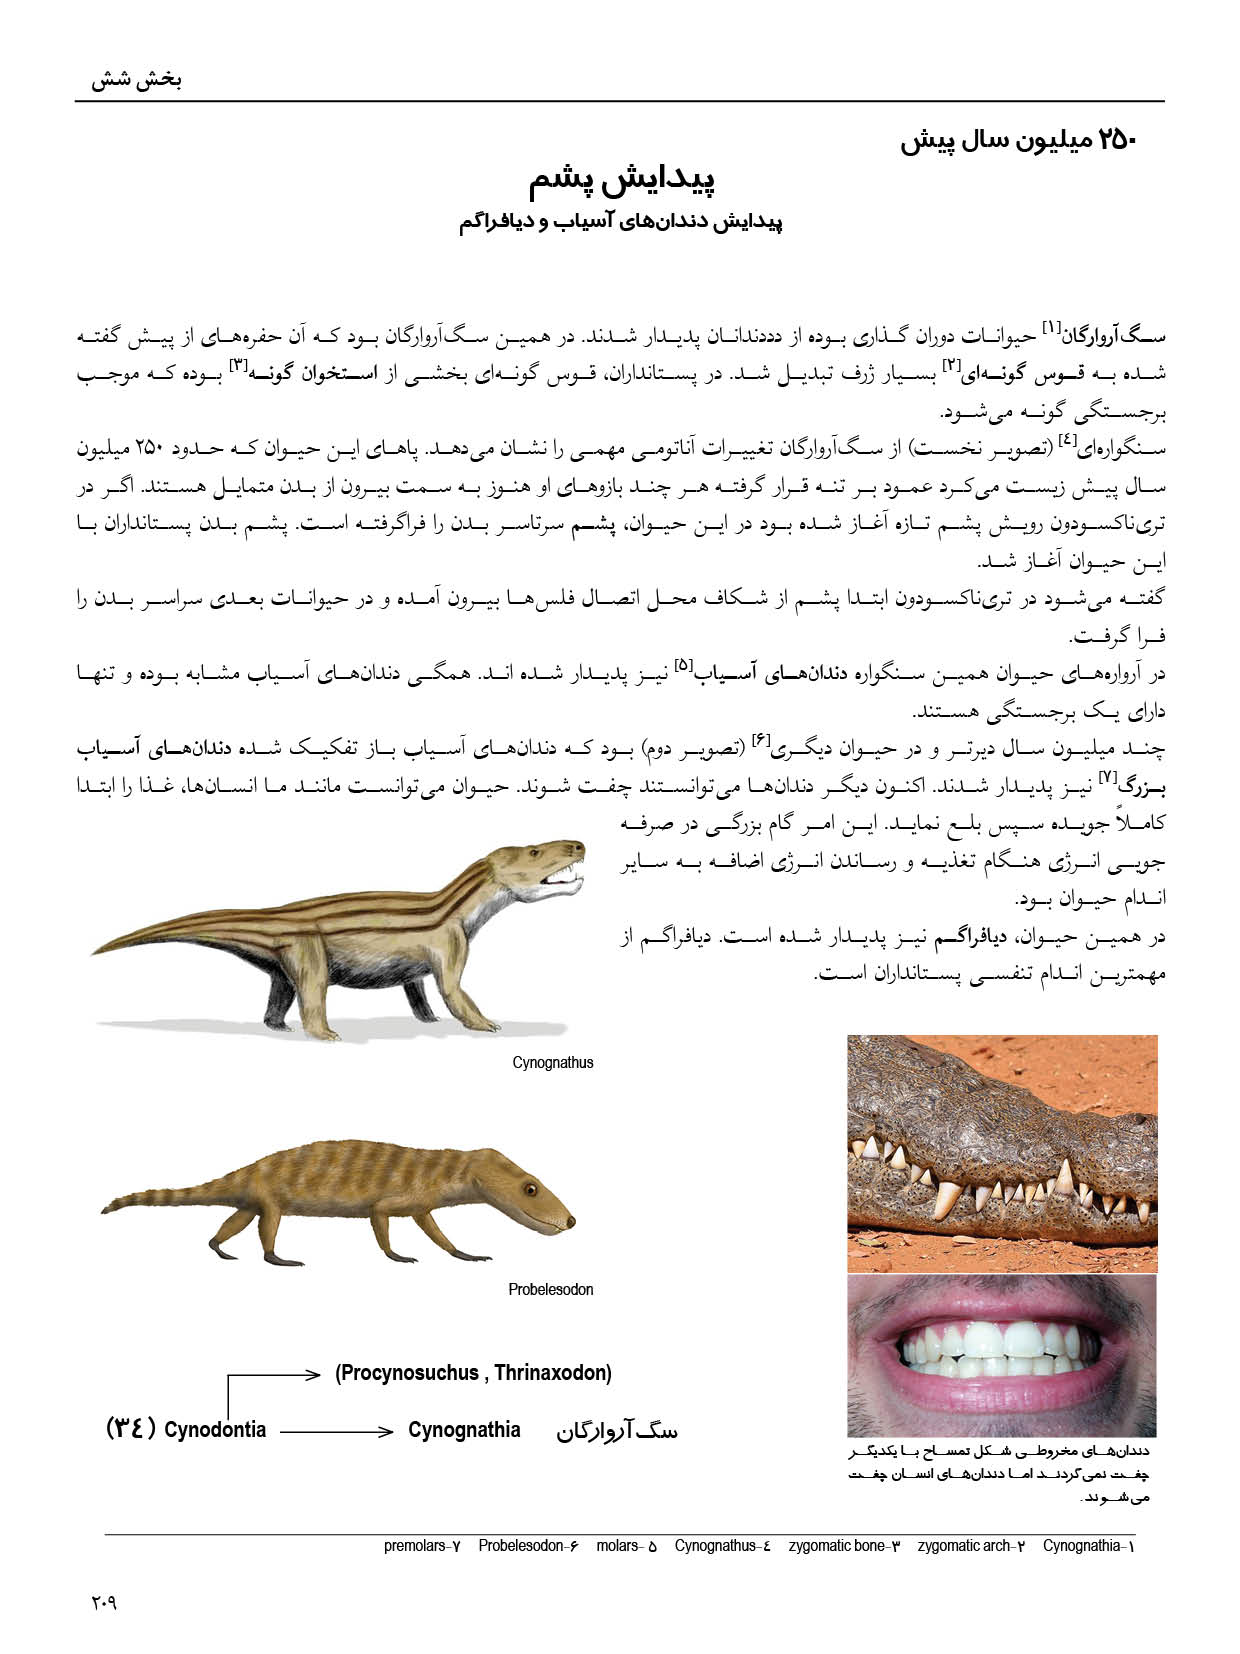 بخش شش
۲۵۰ میلیون سال پیش
پیدایش پشم
پیدایش دندان‌های آسیاب و دیافراگم
سگ‌آروارگان[۱] حیوانات دوران گذاری بوده از دددندانان پدیدار شدند. در همین سگ‌آروارگان بود که آن حفره‌های از پیش گفته
شده به قوس گونه‌ای[۲] بسیار ژرف تبدیل شد. در پستانداران، قوس گونه‌ای بخشی از استخوان گونه[۳] بوده که موجب
برجستگی گونه می‌شود.
سنگواره‌ای[٤] (تصویر نخست) از سگ‌آروارگان تغییرات آناتومی مهمی را نشان می‌دهد. پاهای این حیوان که حدود ۲۵۰ میلیون
سال پیش زیست می‌کرد عمود بر تنه قرار گرفته هر چند بازوهای او هنوز به سمت بیرون از بدن متمایل هستند. اگر در
تری‌ناکسودون رویش پشم تازه آغاز شده بود در این حیوان، پشم سرتاسر بدن را فراگرفته است. پشم بدن پستانداران با
این حیوان آغاز شد.
گفته می‌شود در تری‌ناکسودون ابتدا پشم از شکاف محل اتصال فلس‌ها بیرون آمده و در حیوانات بعدی سراسر بدن را
فرا گرفت.
در آرواره‌های حیوان همین سنگواره دندان‌های آسیاب[۵] نیز پدیدار شده اند. همگی دندان‌های آسیاب مشابه بوده و تنها
دارای یک برجستگی هستند.
چند میلیون سال دیرتر و در حیوان دیگری[۶] (تصویر دوم) بود که دندان‌های آسیاب باز تفکیک شده دندان‌های آسیاب
بزرگ[۷] نیز پدیدار شدند. اکنون دیگر دندان‌ها می‌توانستند چفت شوند. حیوان می‌توانست مانند ما انسان‌ها، غذا را ابتدا
کاملاً جویده سپس بلع نماید. این امر گام بزرگی در صرفه
جویی انرژی هنگام تغذیه و رساندن انرژی اضافه به سایر
اندام حیوان بود.
در همین حیوان، دیافراگم نیز پدیدار شده است. دیافراگم از
مهمترین اندام تنفسی پستانداران است.
Cynognathus
Probelesodon
(Procynosuchus , Thrinaxodon)
(۳٤) Cynodontia
Cynognathia سگ‌آروارگان
دندان‌های مخروطی شکل تمساح با یکدیگر
چفت نمی‌گردند اما دندان‌های انسان چفت
می‌شوند.
۱-Cynognathia ۲-zygomatic arch ۳-zygomatic bone ٤-Cynognathus ۵ -molars ۶-Probelesodon ۷-premolars
۲۰۹